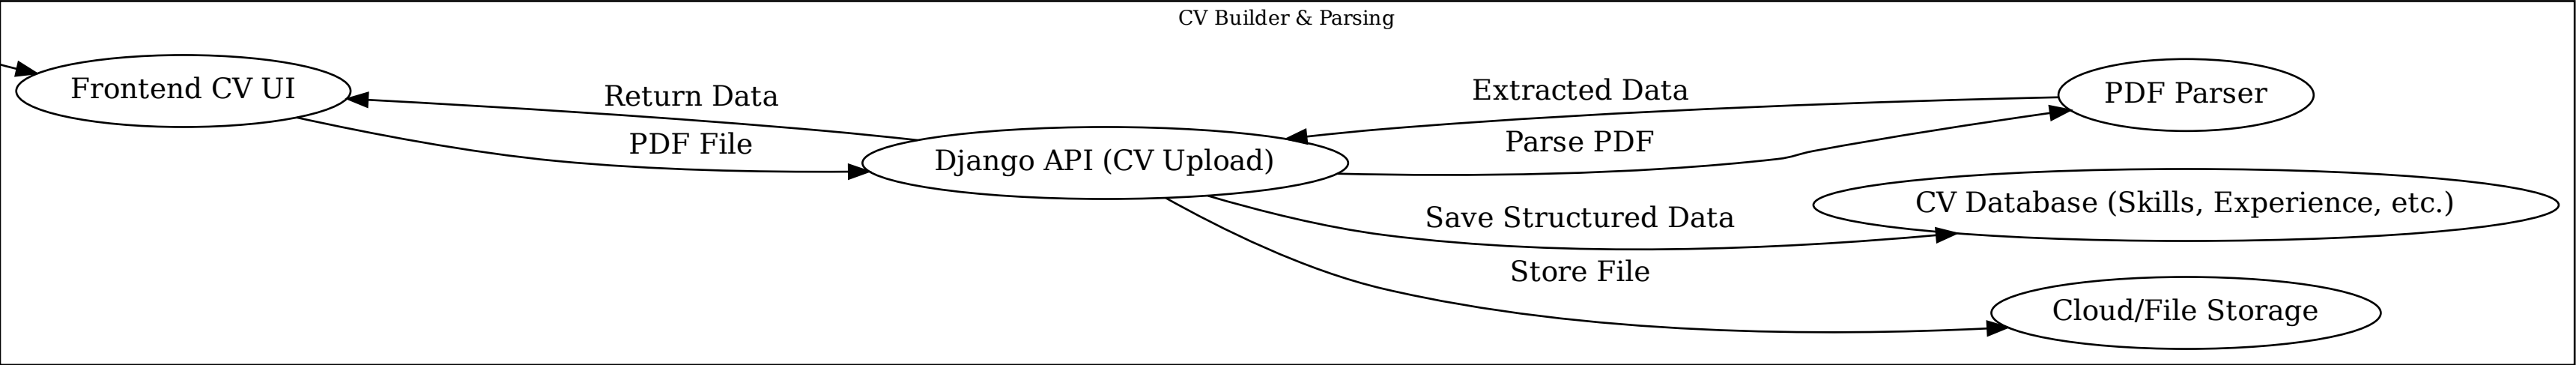 CV Builder & Parsing
Frontend CV UI
Return Data
PDF File
Django API (CV Upload)
Extracted Data
Parse PDF
PDF Parser
Save Structured Data
CV Database (Skills, Experience, etc.)
Store File
Cloud/File Storage